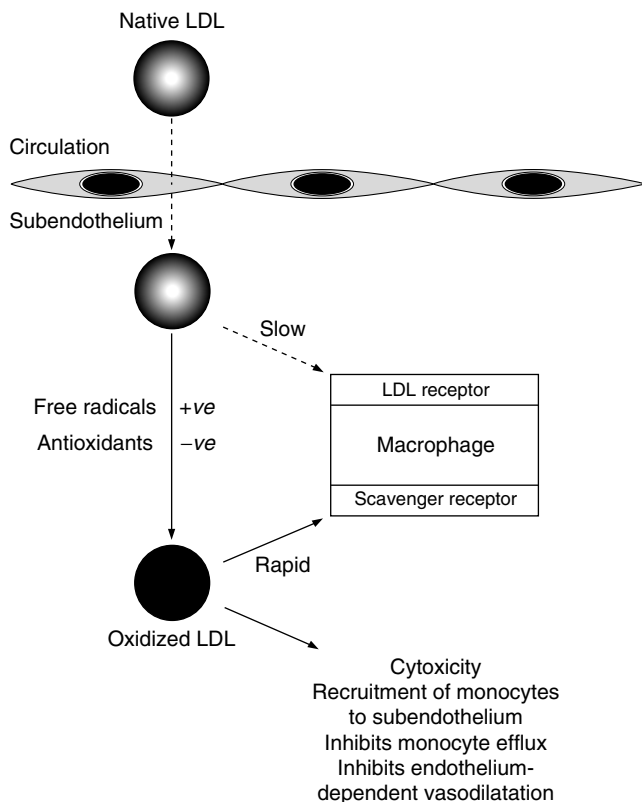 Native LDL
Circulation
Subendothelium
Slow
LDL receptor
Free radicals +ve
Macrophage
Antioxidants −ve
Scavenger receptor
Rapid
Oxidized LDL
Cytoxicity
Recruitment of monocytes
to subendothelium
Inhibits monocyte efflux
Inhibits endothelium-
dependent vasodilatation